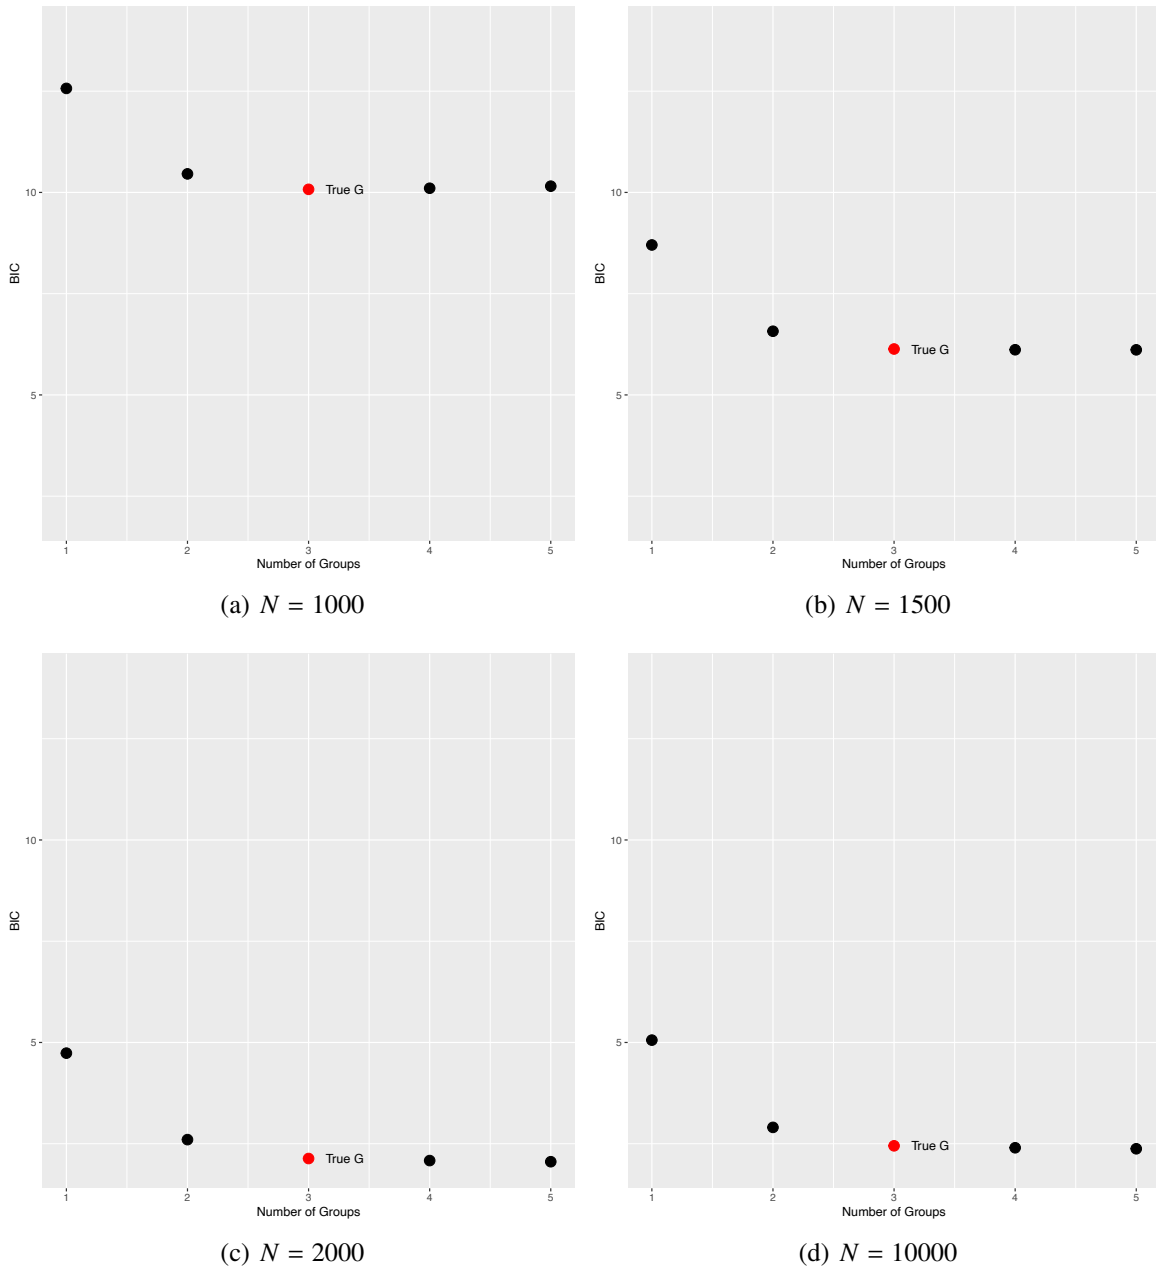 BIC
10
5
True G
1 2 3 4 5
Number of Groups
(a) N = 1000
BIC
10
5
True G
1 2 3 4 5
Number of Groups
(b) N = 1500
BIC
10
5
True G
1 2 3 4 5
Number of Groups
(c) N = 2000
BIC
10
5
True G
1 2 3 4 5
Number of Groups
(d) N = 10000